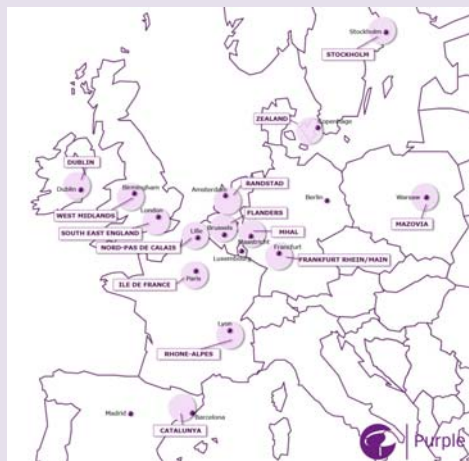 Stockholm
STOCKHOLM
ZEALAND
Copenhage
DUBLIN
Dublin
Birmingham
WEST MIDLANDS
London
SOUTH EAST ENGLAND
Amsterdam
RANDSTAD
Berlin
Warsaw
MAZOVIA
FLANDERS
Brussels
MHAL
Maastricht
Lille
NORD-PAS DE CALAIS
Luxembourg
Frankfurt
FRANKFURT RHEIN/MAIN
ILE DE FRANCE
Paris
Lyon
RHONE-ALPES
Madrid
Barcelona
CATALUNYA
Purple